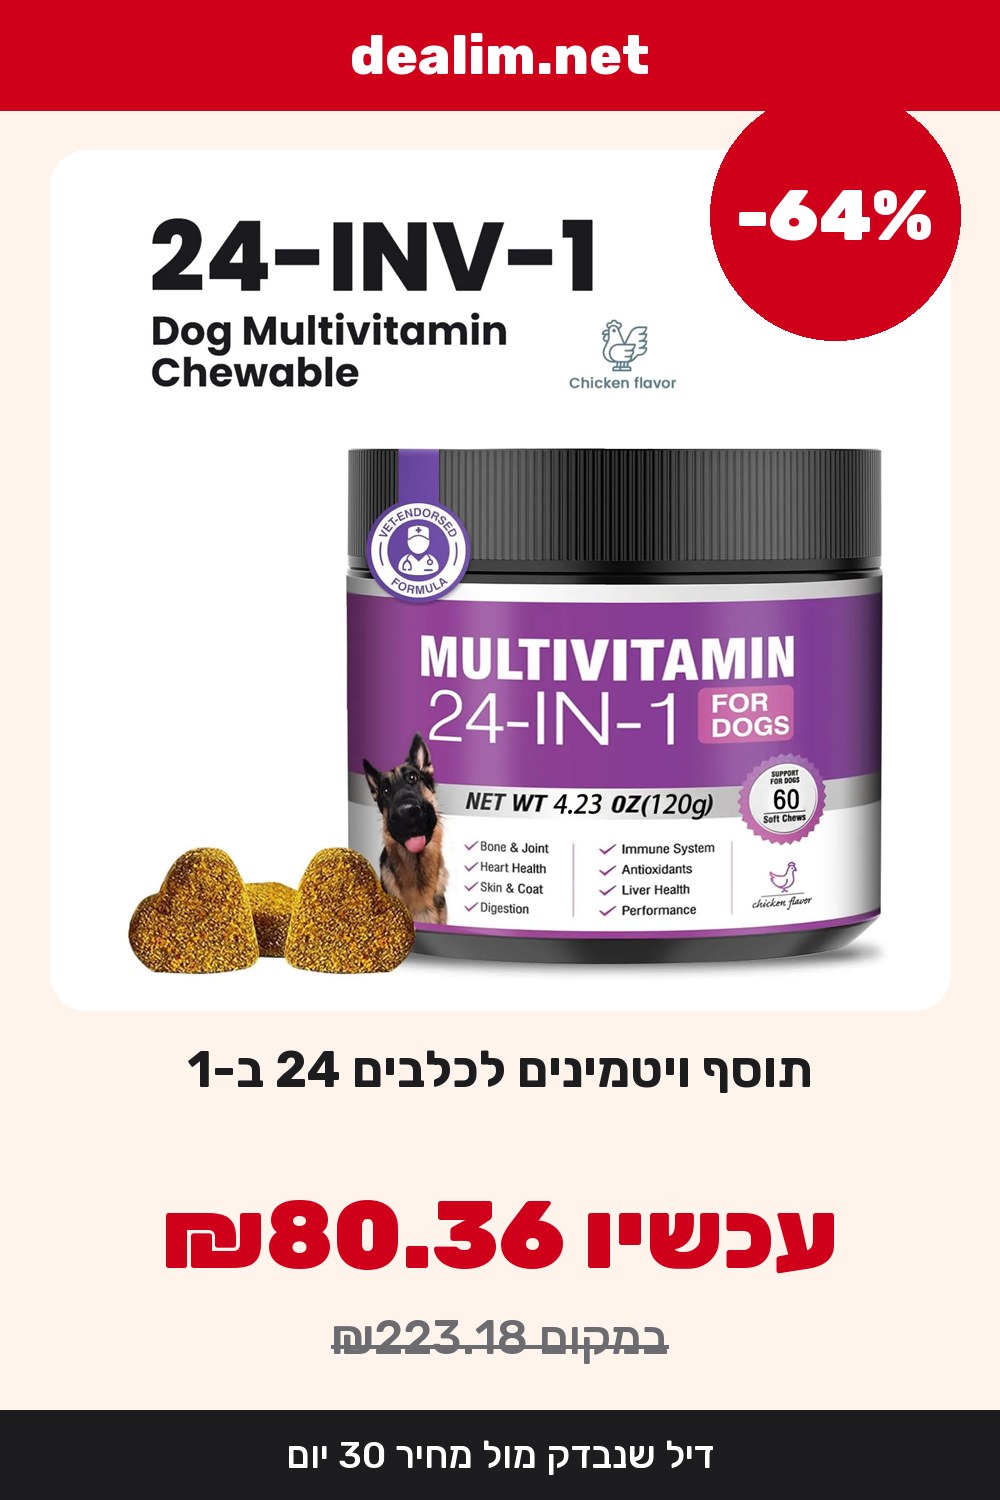 dealim.net
-64%
24-INV-1
Dog Multivitamin
Chewable
Chicken flavor
VET-ENDORSED
FORMULA
MULTIVITAMIN
24-IN-1
FOR
DOGS
NET WT 4.23 OZ(120g)
SUPPORT
FOR DOGS
60
Soft Chews
Bone & Joint
Heart Health
Skin & Coat
Digestion
Immune System
Antioxidants
Liver Health
Performance
chicken flavor
תוסף ויטמינים לכלבים 24 ב-1
עכשיו ₪80.36
במקום ₪223.18
דיל שנבדק מול מחיר 30 יום